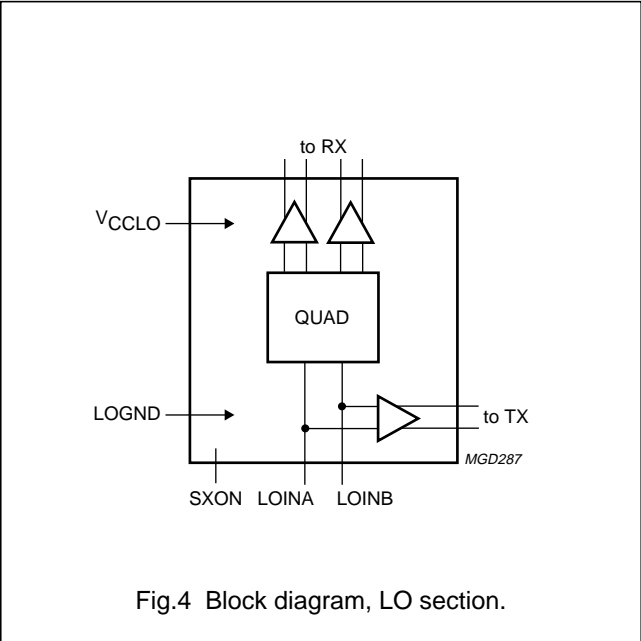 to RX
VCCLO
QUAD
LOGND
to TX
MGD287
SXON LOINA LOINB
Fig.4 Block diagram, LO section.